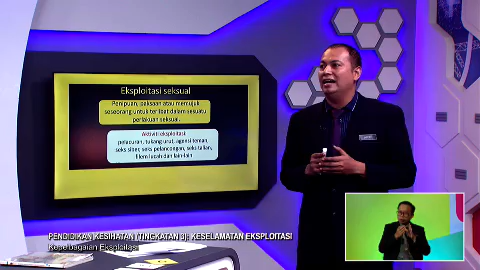 Eksploitasi seksual
Penipuan, paksaan atau memujuk
seseorang untuk terlibat dalam sesuatu
perlakuan seksual.
Aktiviti eksploitasi
pelacuran, tukang urut, agensi teman,
seks siber, seks pelancongan, seks talian,
filem lucah dan lain-lain
PENDIDIKAN KESIHATAN (TINGKATAN 3): KESELAMATAN EKSPLOITASI
Kepelbagaian Eksploitasi